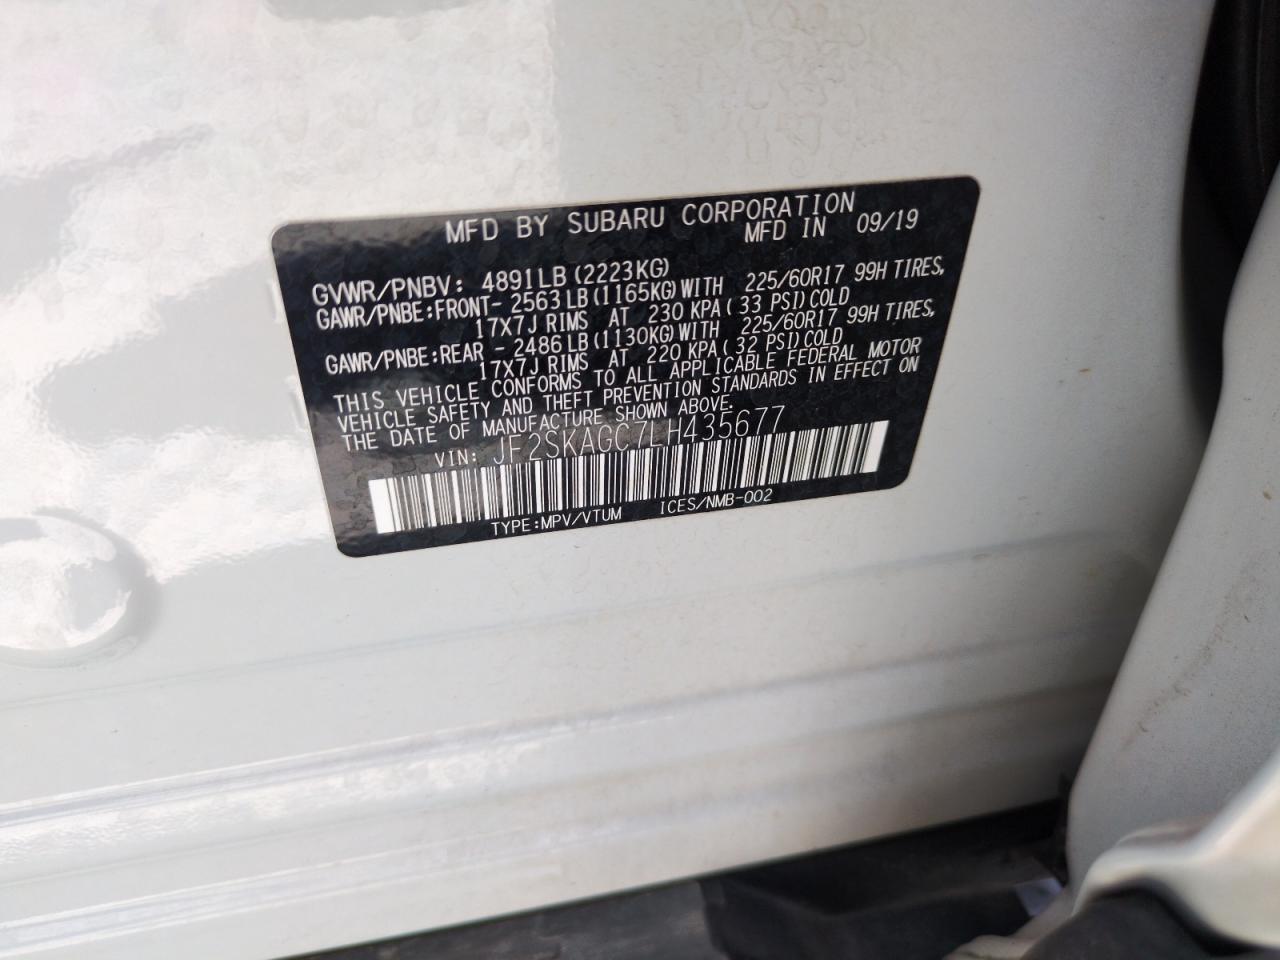 MFD BY SUBARU CORPORATION
MFD IN 09/19
GVWR/PNBV: 4891LB (2223KG)
GAWR/PNBE:FRONT- 2563LB (1165KG) WITH 225/60R17 99H TIRES,
17X7J RIMS AT 230 KPA ( 33 PSI) COLD
GAWR/PNBE:REAR - 2486LB (1130KG) WITH 225/60R17 99H TIRES,
17X7J RIMS AT 220 KPA ( 32 PSI) COLD
THIS VEHICLE CONFORMS TO ALL APPLICABLE FEDERAL MOTOR
VEHICLE SAFETY AND THEFT PREVENTION STANDARDS IN EFFECT ON
THE DATE OF MANUFACTURE SHOWN ABOVE.
VIN: JF2SKAGC7LH435677
TYPE:MPV/VTUM ICES/NMB-002